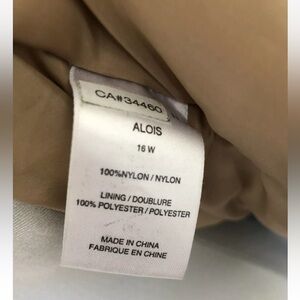 CA#34460
ALOIS
16 W
100%NYLON / NYLON
LINING / DOUBLURE
100% POLYESTER / POLYESTER
MADE IN CHINA
FABRIQUE EN CHINE